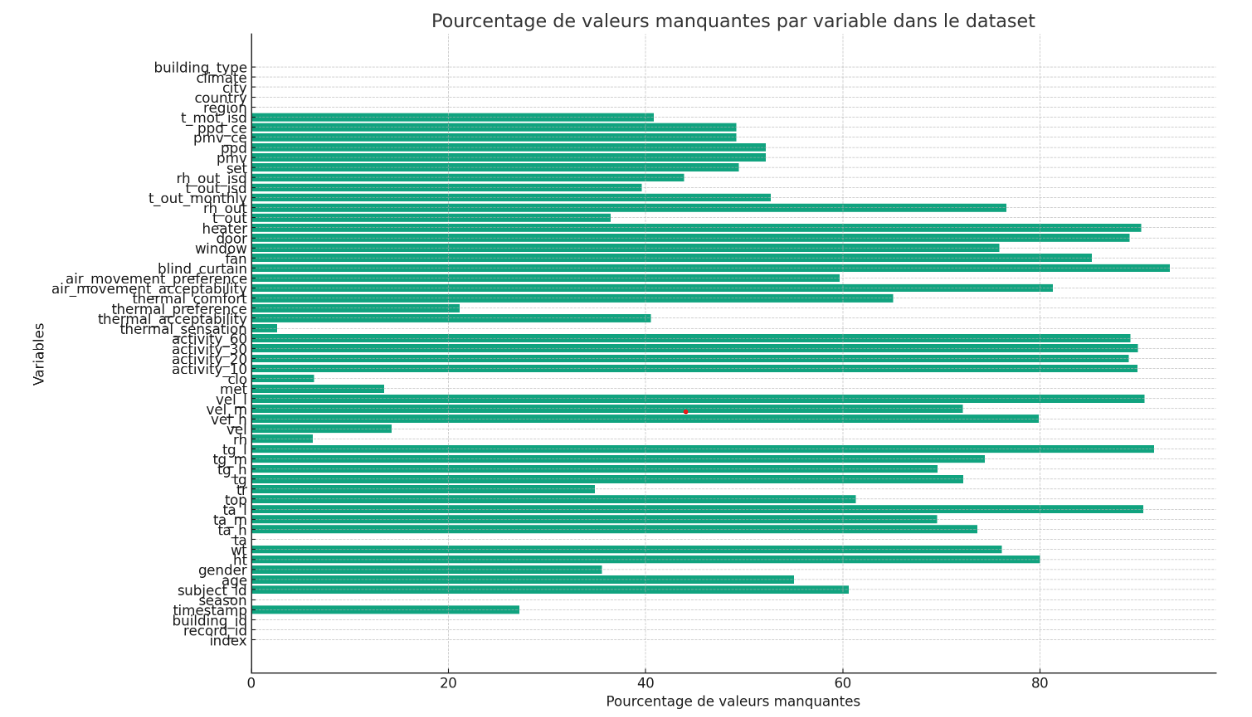 Pourcentage de valeurs manquantes par variable dans le dataset
building_type
climate
city
country
region
t_mot_isd
ppd_ce
pmv_ce
ppd
pmv
set
rh_out_isd
t_out_isd
t_out_monthly
rh_out
t_out
heater
door
window
fan
blind_curtain
air_movement_preference
air_movement_acceptability
thermal_comfort
thermal_preference
thermal_acceptability
thermal_sensation
activity_60
activity_30
activity_20
activity_10
clo
met
vel_l
vel_m
vel_h
vel
rh
tg_l
tg_m
tg_h
tg
tr
top
ta_l
ta_m
ta_h
ta
wt
ht
gender
age
subject_id
season
timestamp
building_id
record_id
index
Variables
0 20 40 60 80
Pourcentage de valeurs manquantes